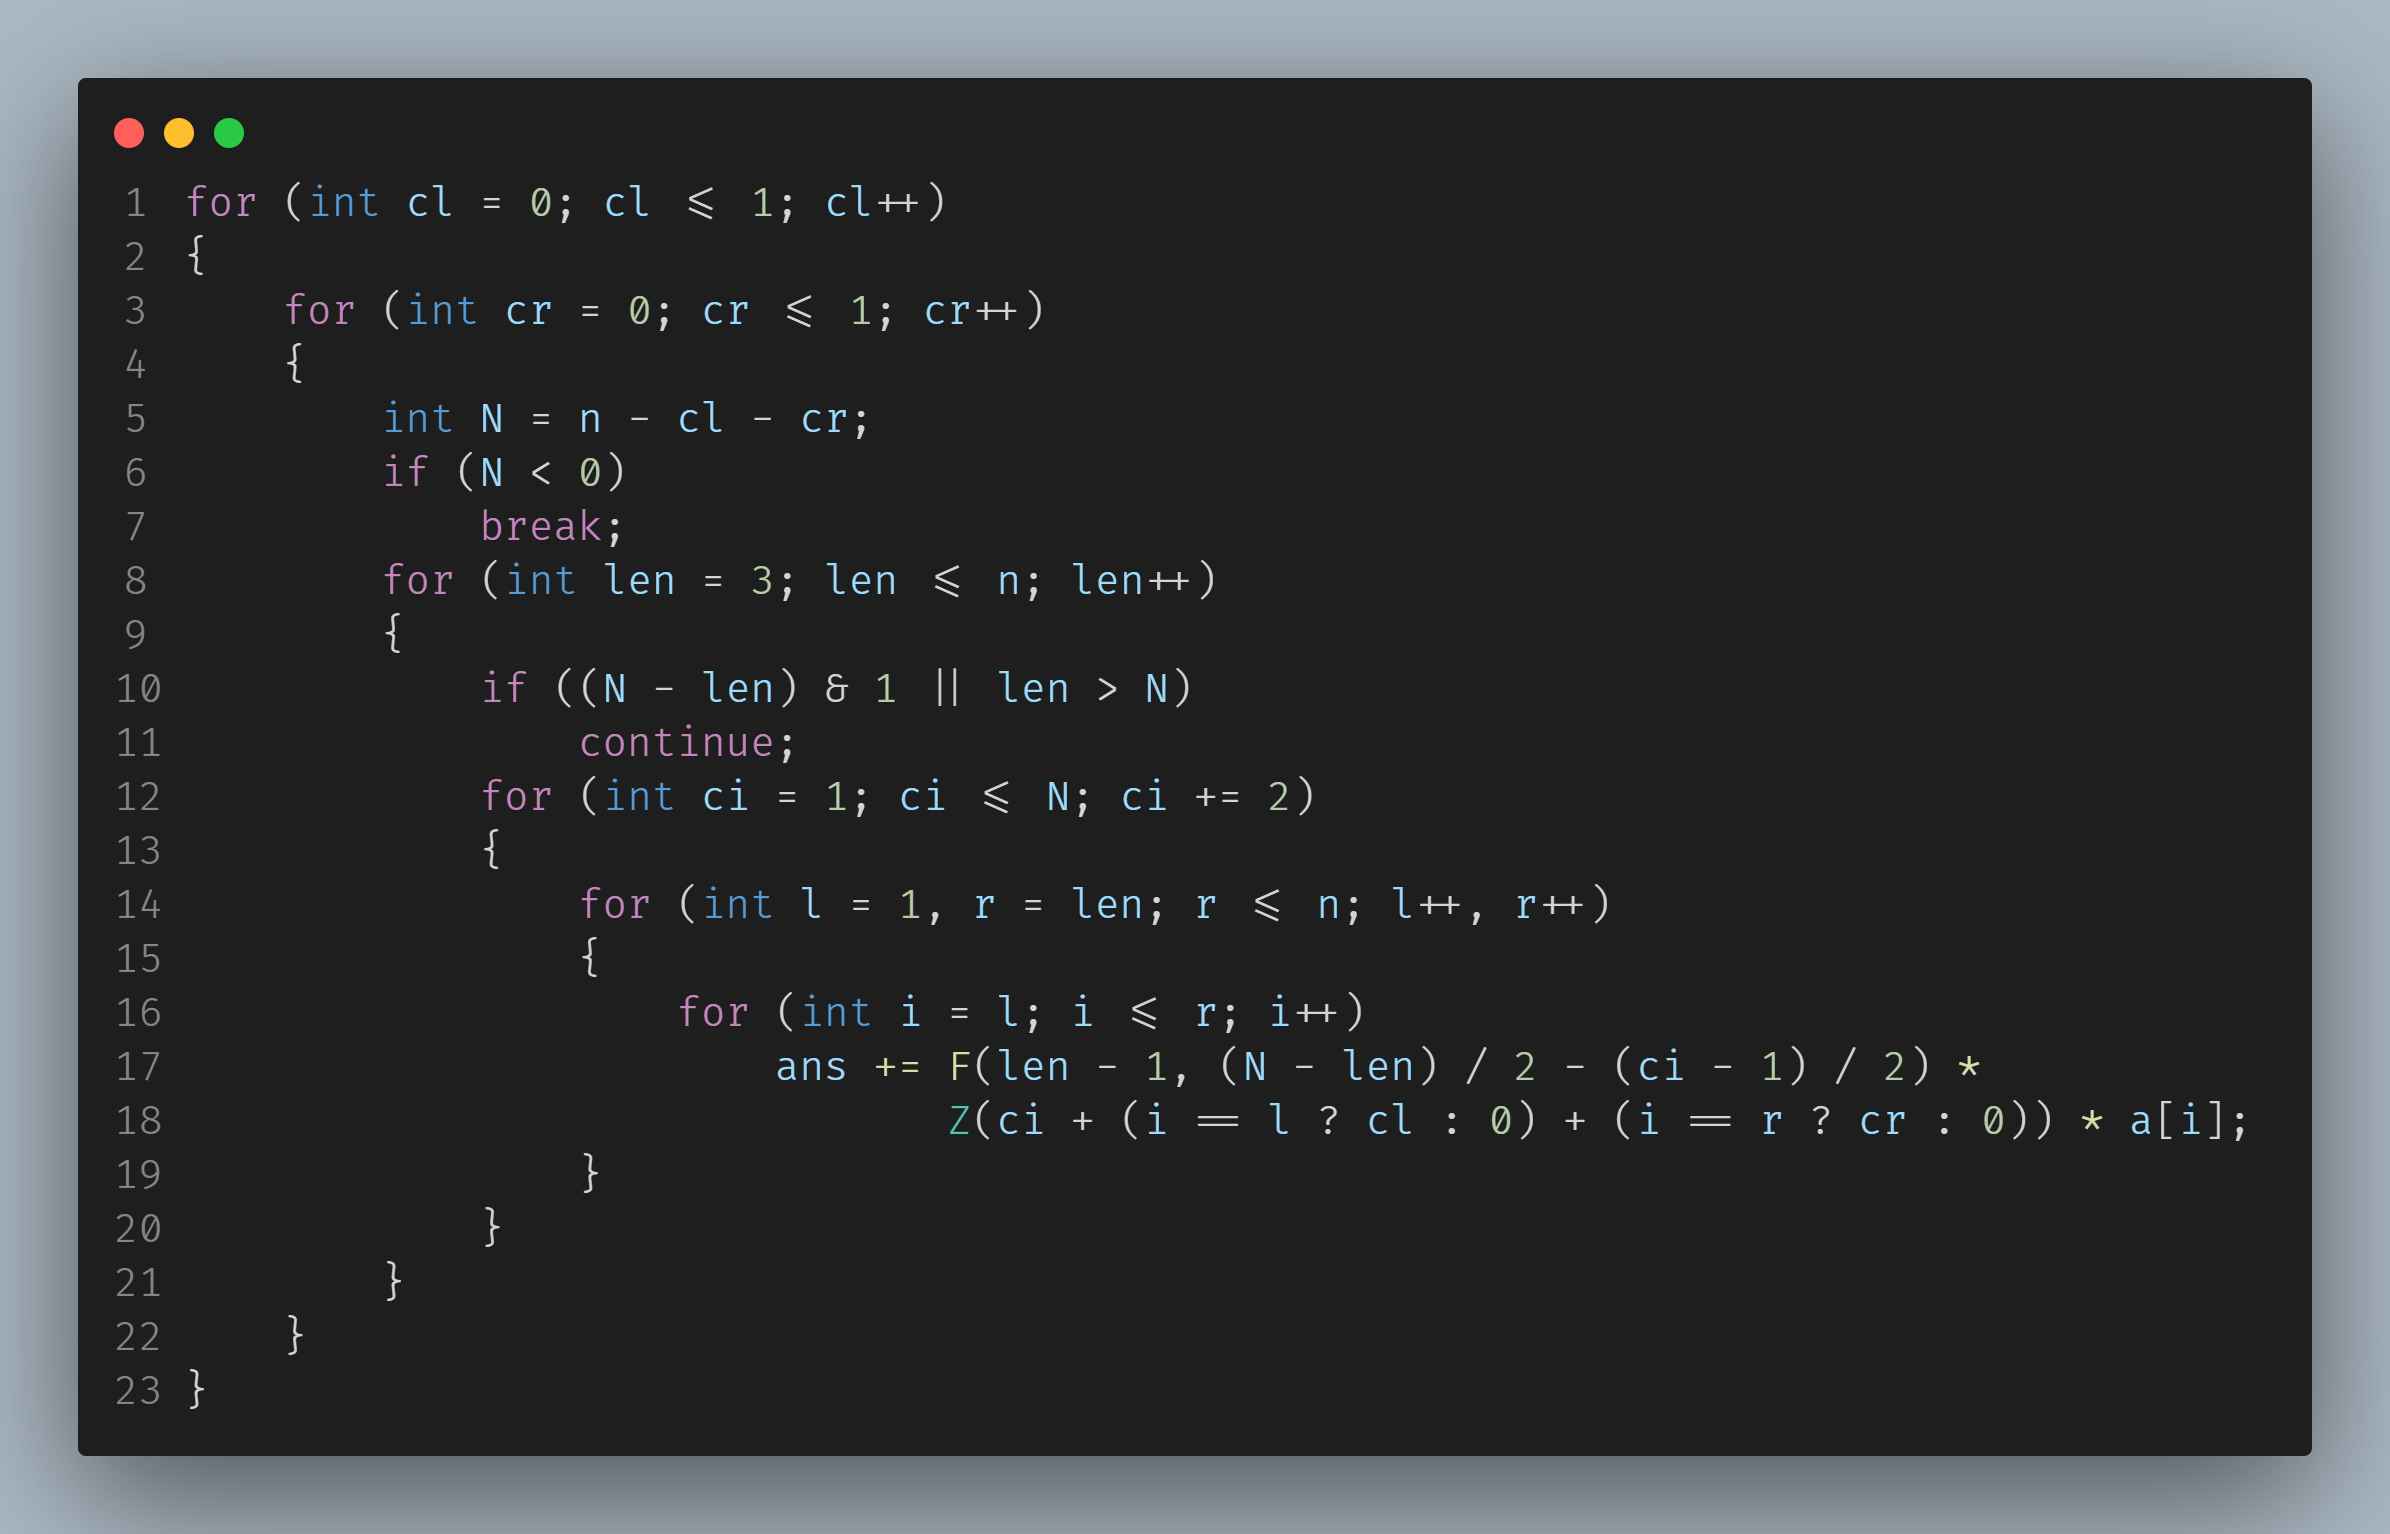 1 for (int cl = 0; cl <= 1; cl++)
2 {
3     for (int cr = 0; cr <= 1; cr++)
4     {
5         int N = n - cl - cr;
6         if (N < 0)
7             break;
8         for (int len = 3; len <= n; len++)
9         {
10             if ((N - len) & 1 || len > N)
11                 continue;
12             for (int ci = 1; ci <= N; ci += 2)
13             {
14                 for (int l = 1, r = len; r <= n; l++, r++)
15                 {
16                     for (int i = l; i <= r; i++)
17                         ans += F(len - 1, (N - len) / 2 - (ci - 1) / 2) *
18                                Z(ci + (i == l ? cl : 0) + (i == r ? cr : 0)) * a[i];
19                 }
20             }
21         }
22     }
23 }